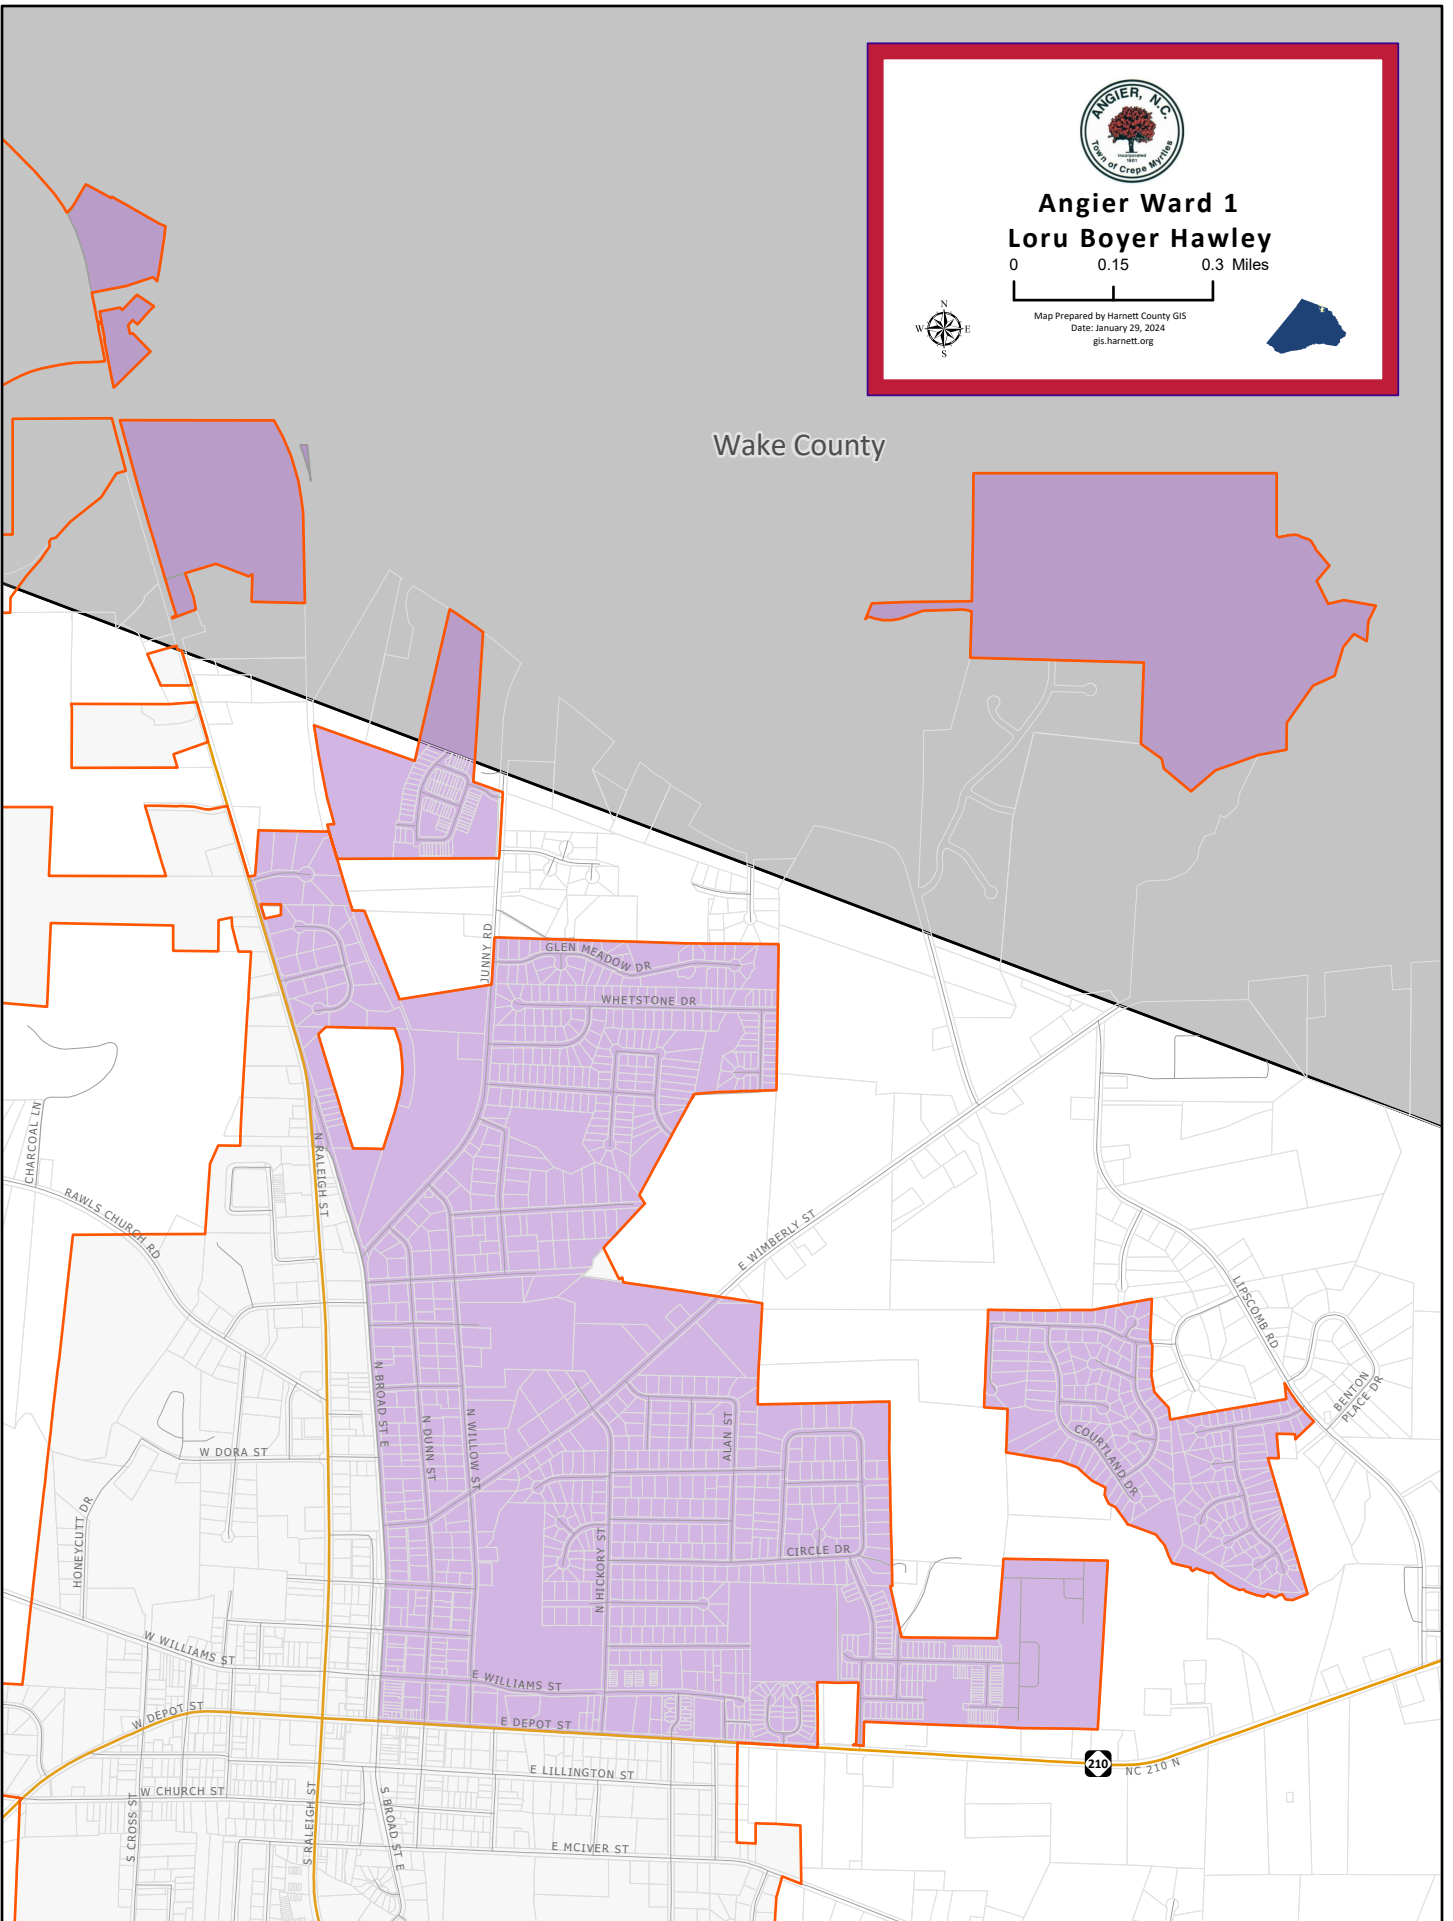 ANGIER, N.C.
Incorporated
1901
Town of Crepe Myrtles
Angier Ward 1
Loru Boyer Hawley
0 0.15 0.3 Miles
Map Prepared by Harnett County GIS
Date: January 29, 2024
gis.harnett.org
N
W E
S
Wake County
JUNNY RD
GLEN MEADOW DR
WHETSTONE DR
CHARCOAL LN
N RALEIGH ST
RAWLS CHURCH RD
E WIMBERLY ST
LIPSCOMB RD
BENTON
PLACE DR
N BROAD ST E
N DUNN ST
N WILLOW ST
ALAN ST
COURTLAND DR
W DORA ST
HONEYCUTT DR
N HICKORY ST
CIRCLE DR
W WILLIAMS ST
E WILLIAMS ST
W DEPOT ST
E DEPOT ST
210
NC 210 N
E LILLINGTON ST
W CHURCH ST
S CROSS ST
S RALEIGH ST
S BROAD ST E
E MCIVER ST